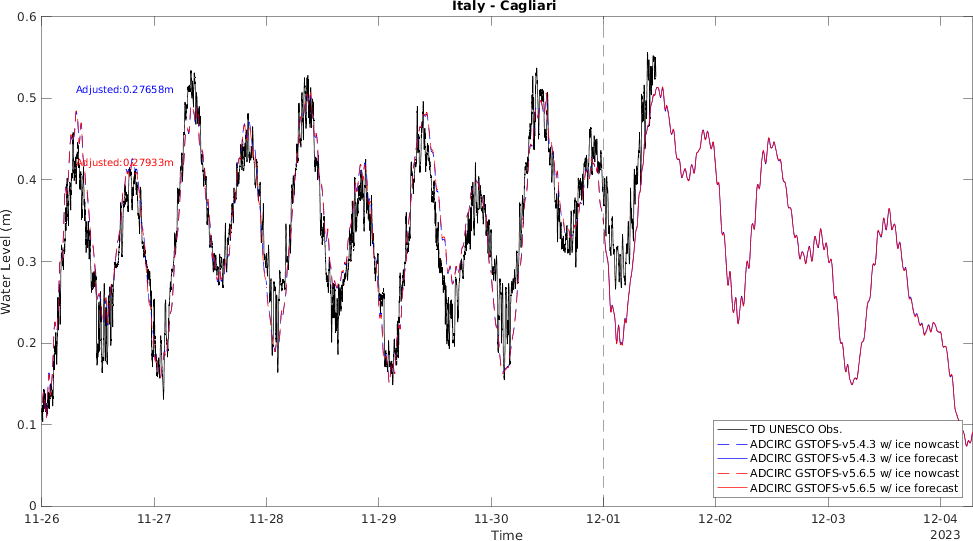 Italy - Cagliari
Water Level (m)
0.6
0.5
0.4
0.3
0.2
0.1
0
Adjusted:0.27658m
Adjusted:0.27933m
TD UNESCO Obs.
ADCIRC GSTOFS-v5.4.3 w/ ice nowcast
ADCIRC GSTOFS-v5.4.3 w/ ice forecast
ADCIRC GSTOFS-v5.6.5 w/ ice nowcast
ADCIRC GSTOFS-v5.6.5 w/ ice forecast
11-26 11-27 11-28 11-29 11-30 12-01 12-02 12-03 12-04
Time
2023